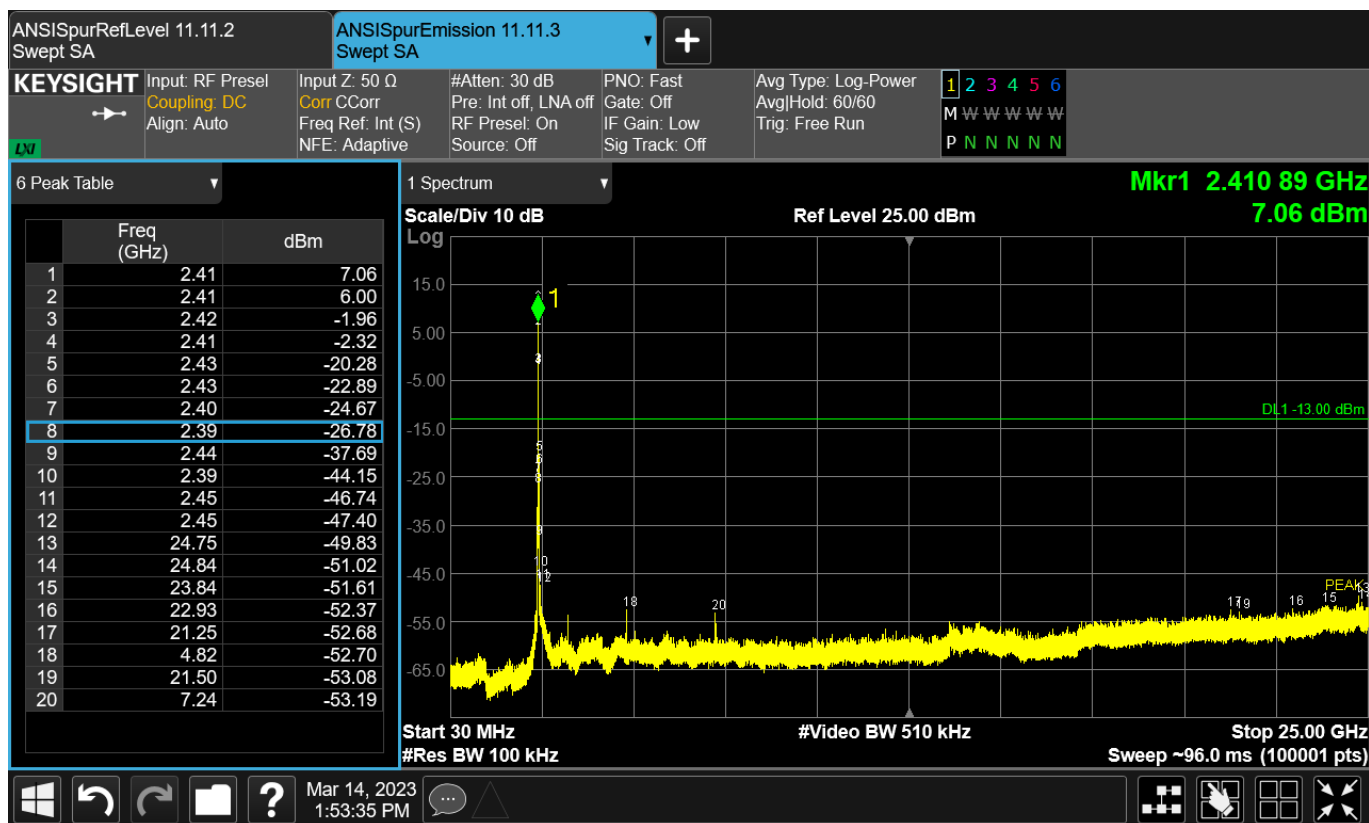 ANSISpurRefLevel 11.11.2
Swept SA
ANSISpurEmission 11.11.3
Swept SA
KEYSIGHT
LXI
Input: RF Presel
Coupling: DC
Align: Auto
Input Z: 50 Ω
Corr CCorr
Freq Ref: Int (S)
NFE: Adaptive
#Atten: 30 dB
Pre: Int off, LNA off
RF Presel: On
Source: Off
PNO: Fast
Gate: Off
IF Gain: Low
Sig Track: Off
Avg Type: Log-Power
Avg|Hold: 60/60
Trig: Free Run
1 2 3 4 5 6
M W W W W W W
P N N N N N
6 Peak Table
Freq (GHz) dBm
1 2.41 7.06
2 2.41 6.00
3 2.42 -1.96
4 2.41 -2.32
5 2.43 -20.28
6 2.43 -22.89
7 2.40 -24.67
8 2.39 -26.78
9 2.44 -37.69
10 2.39 -44.15
11 2.45 -46.74
12 2.45 -47.40
13 24.75 -49.83
14 24.84 -51.02
15 23.84 -51.61
16 22.93 -52.37
17 21.25 -52.68
18 4.82 -52.70
19 21.50 -53.08
20 7.24 -53.19
1 Spectrum
Mkr1 2.410 89 GHz
7.06 dBm
Scale/Div 10 dB
Ref Level 25.00 dBm
Log
15.0
5.00
-5.00
-15.0
-25.0
-35.0
-45.0
-55.0
-65.0
1
DL1 -13.00 dBm
PEAK
18
20
16
15
Start 30 MHz
#Video BW 510 kHz
Stop 25.00 GHz
#Res BW 100 kHz
Sweep ~96.0 ms (100001 pts)
?
Mar 14, 2023
1:53:35 PM